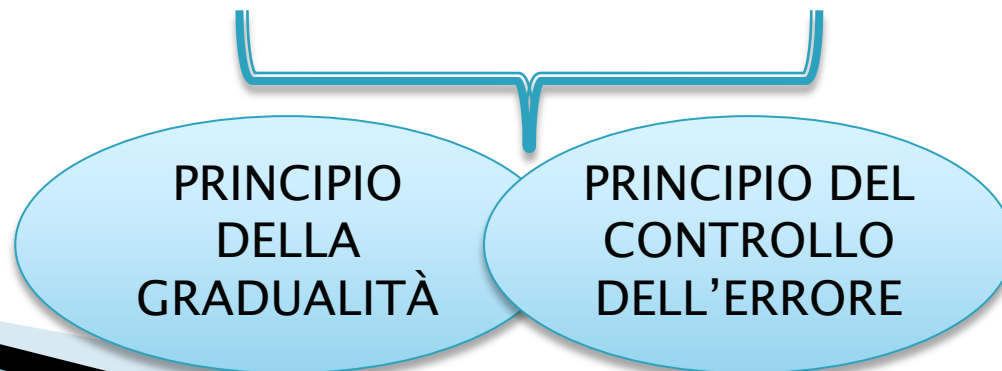 PRINCIPIO
DELLA
GRADUALITÀ
PRINCIPIO DEL
CONTROLLO
DELL’ERRORE